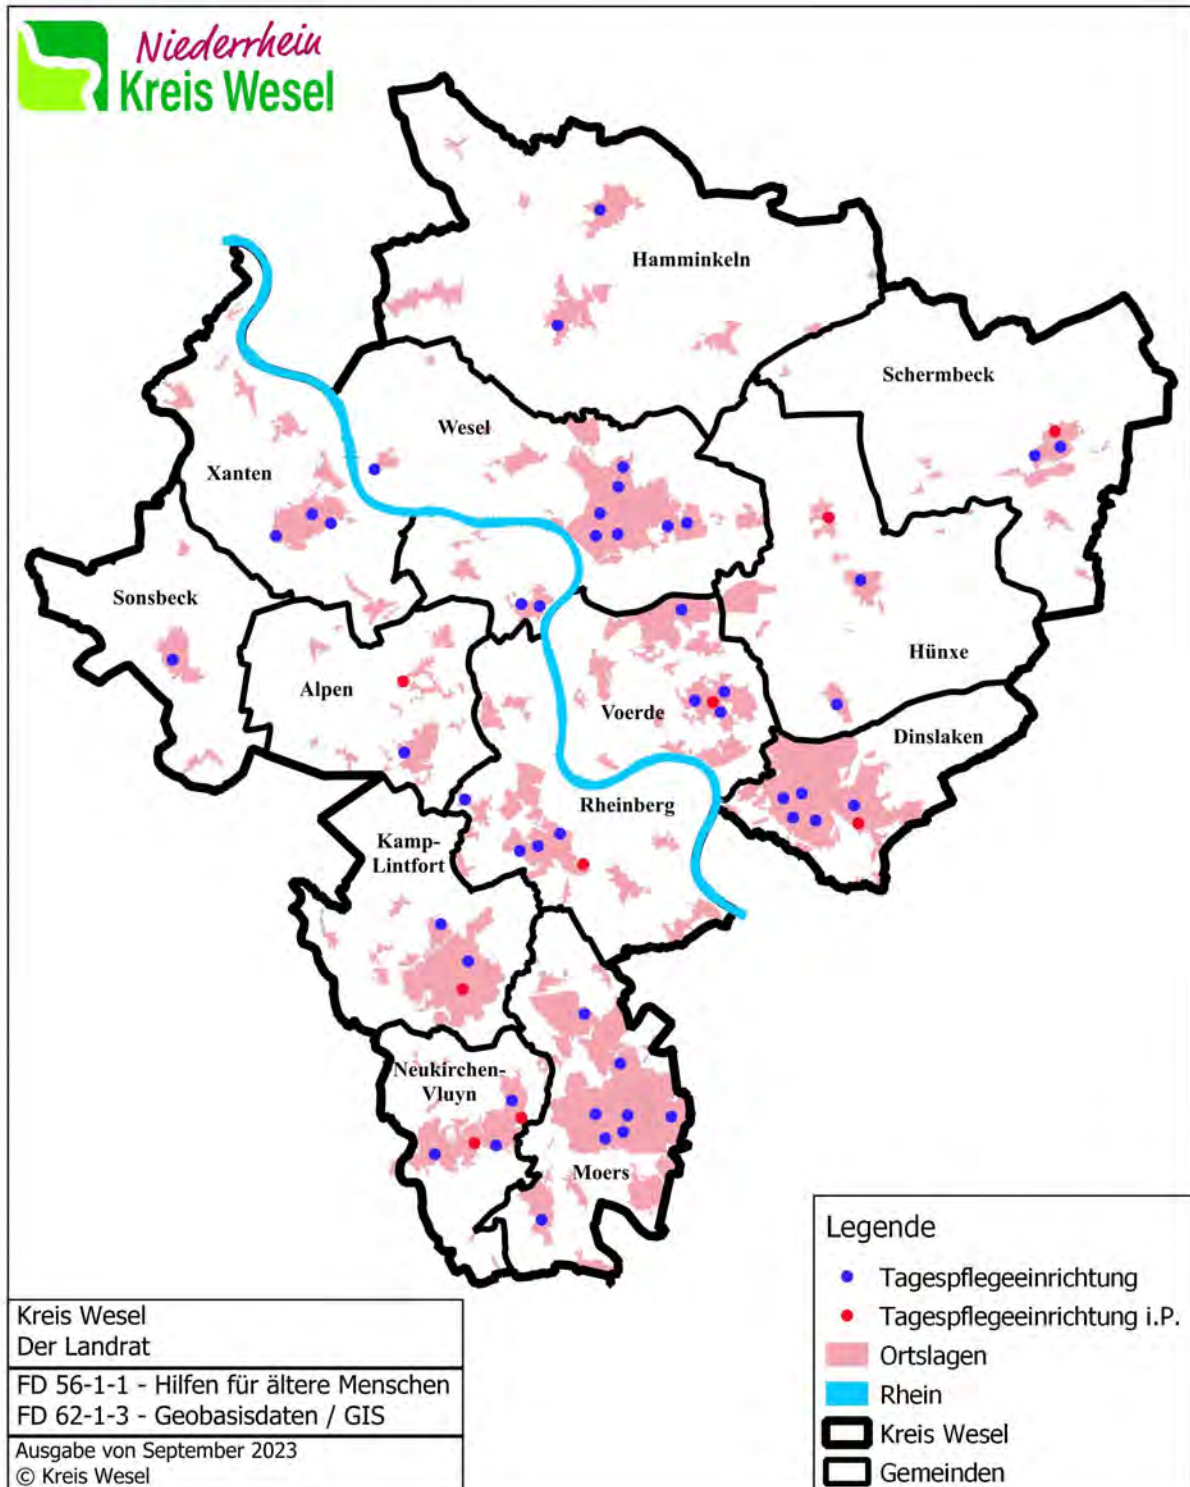 Niederrhein
Kreis Wesel
Hamminkeln
Schermbeck
Wesel
Xanten
Sonsbeck
Hünxe
Alpen
Voerde
Dinslaken
Rheinberg
Kamp-
Lintfort
Neukirchen-
Vluyn
Moers
Legende
Tagespflegeeinrichtung
Tagespflegeeinrichtung i.P.
Ortslagen
Rhein
Kreis Wesel
Gemeinden
Kreis Wesel
Der Landrat
FD 56-1-1 - Hilfen für ältere Menschen
FD 62-1-3 - Geobasisdaten / GIS
Ausgabe von September 2023
© Kreis Wesel